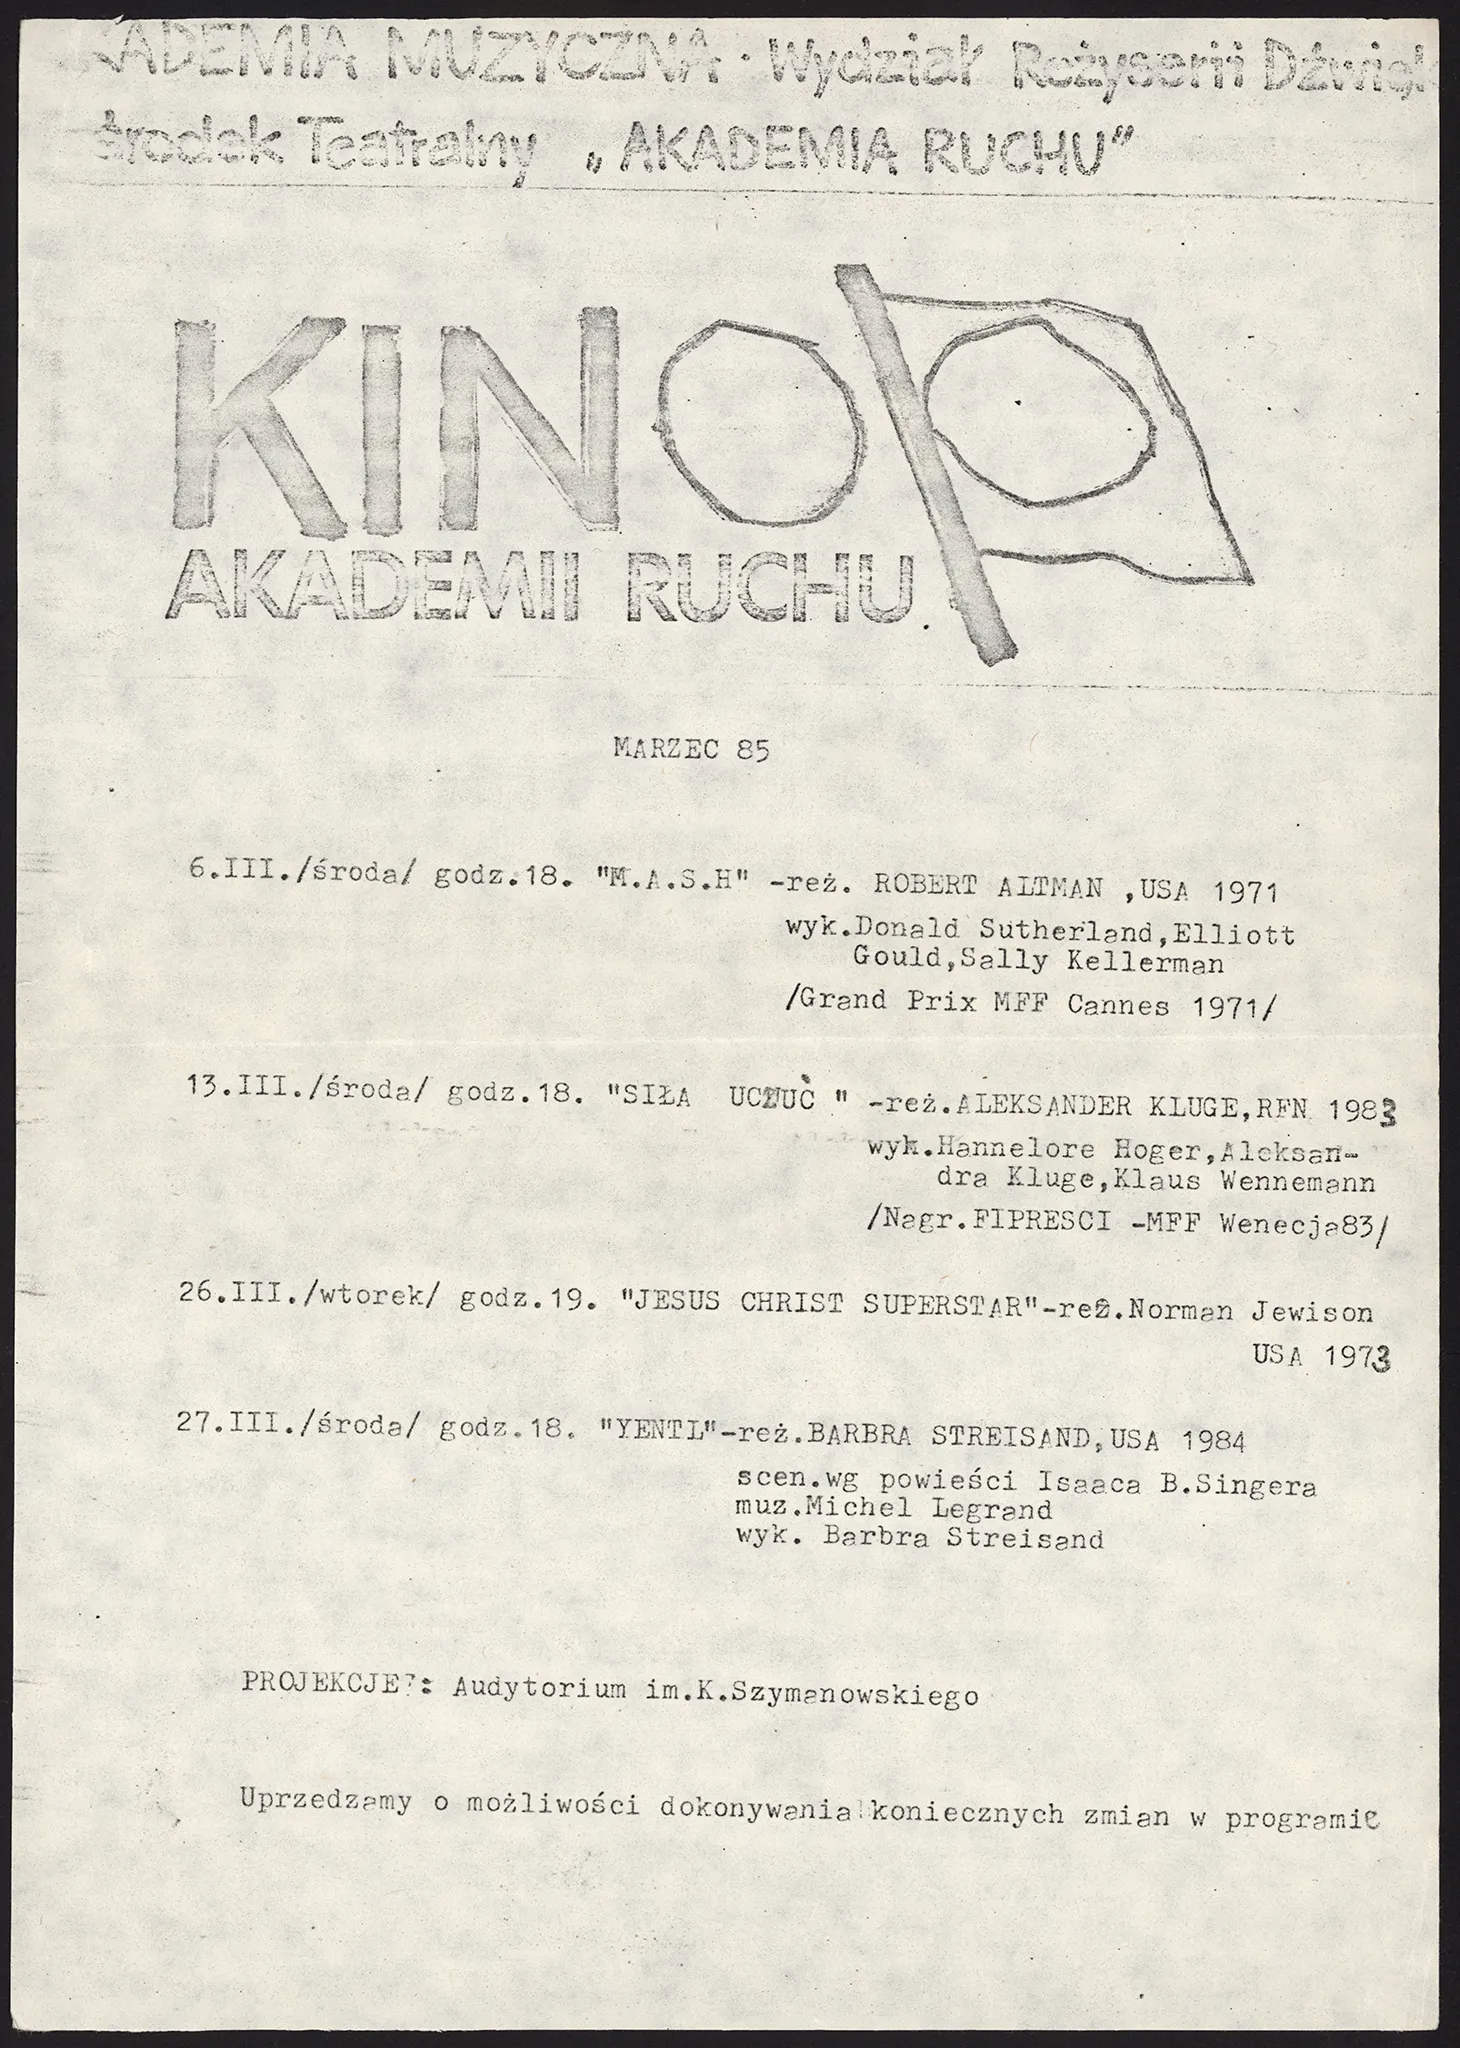 KADEMIA MUZYCZNA · Wydział Reżyserii Dźwięk
środek Teatralny „AKADEMIA RUCHU”
KINO
AKADEMII RUCHU
MARZEC 85
6.III./środa/ godz.18. "M.A.S.H" -reż. ROBERT ALTMAN ,USA 1971
wyk.Donald Sutherland,Elliott
Gould,Sally Kellerman
/Grand Prix MFF Cannes 1971/
13.III./środa/ godz.18. "SIŁA UCZUĆ " -reż.ALEKSANDER KLUGE,RFN 1983
wyk.Hannelore Hoger,Aleksan-
dra Kluge,Klaus Wennemann
/Nagr.FIPRESCI -MFF Wenecja83/
26.III./wtorek/ godz.19. "JESUS CHRIST SUPERSTAR"-reż.Norman Jewison
USA 1973
27.III./środa/ godz.18. "YENTL"-reż.BARBRA STREISAND,USA 1984
scen.wg powieści Isaaca B.Singera
muz.Michel Legrand
wyk. Barbra Streisand
PROJEKCJE?: Audytorium im.K.Szymanowskiego
Uprzedzamy o możliwości dokonywania koniecznych zmian w programie